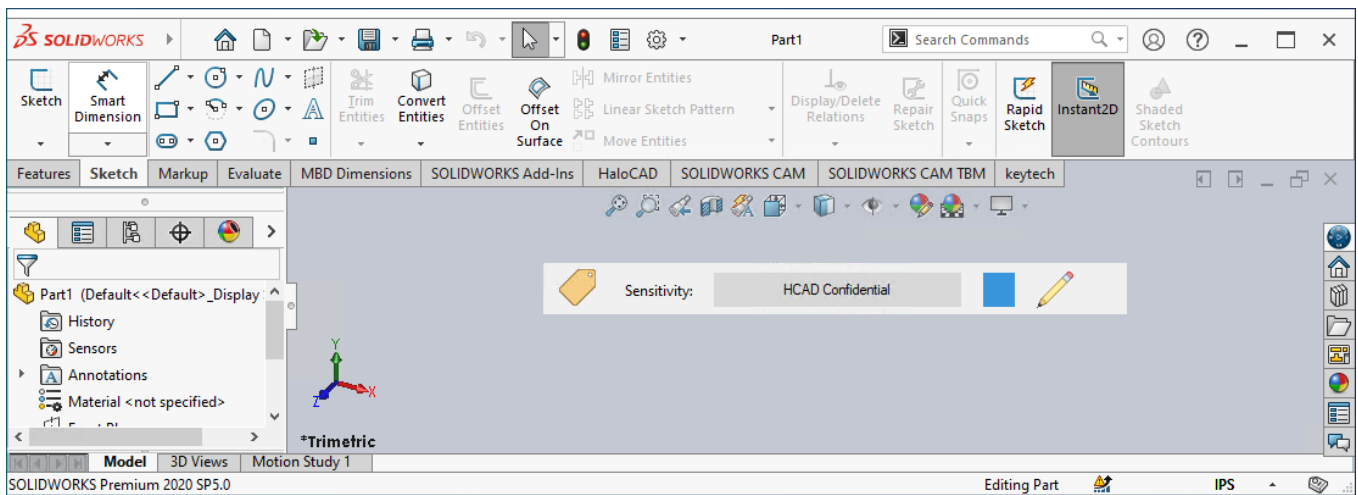 SOLIDWORKS
Part1
Search Commands
Sketch
Smart Dimension
Trim Entities
Convert Entities
Offset Entities
Offset On Surface
Mirror Entities
Linear Sketch Pattern
Move Entities
Display/Delete Relations
Repair Sketch
Quick Snaps
Rapid Sketch
Instant2D
Shaded Sketch Contours
Features Sketch Markup Evaluate MBD Dimensions SOLIDWORKS Add-Ins HaloCAD SOLIDWORKS CAM SOLIDWORKS CAM TBM keytech
Part1 (Default<<Default>_Display
History
Sensors
Annotations
Material <not specified>
Sensitivity: HCAD Confidential
Y
X
Z
*Trimetric
Model 3D Views Motion Study 1
SOLIDWORKS Premium 2020 SP5.0 Editing Part IPS